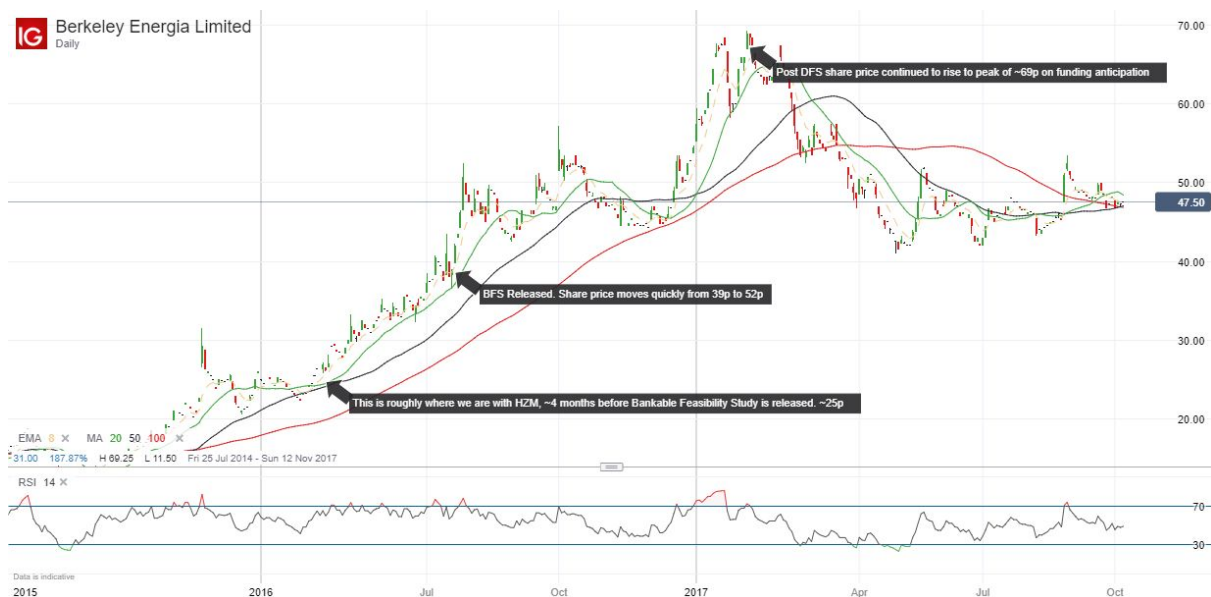 IG
Berkeley Energia Limited
Daily
70.00
Post DFS share price continued to rise to peak of ~69p on funding anticipation
60.00
50.00
47.50
40.00
BFS Released. Share price moves quickly from 39p to 52p
30.00
This is roughly where we are with HZM, ~4 months before Bankable Feasibility Study is released. ~25p
20.00
EMA 8 × MA 20 50 100 ×
31.00 187.87% H 69.25 L 11.50 Fri 25 Jul 2014 - Sun 12 Nov 2017
RSI 14 ×
70
30
Data is indicative
2015 2016 Jul Oct 2017 Apr Jul Oct